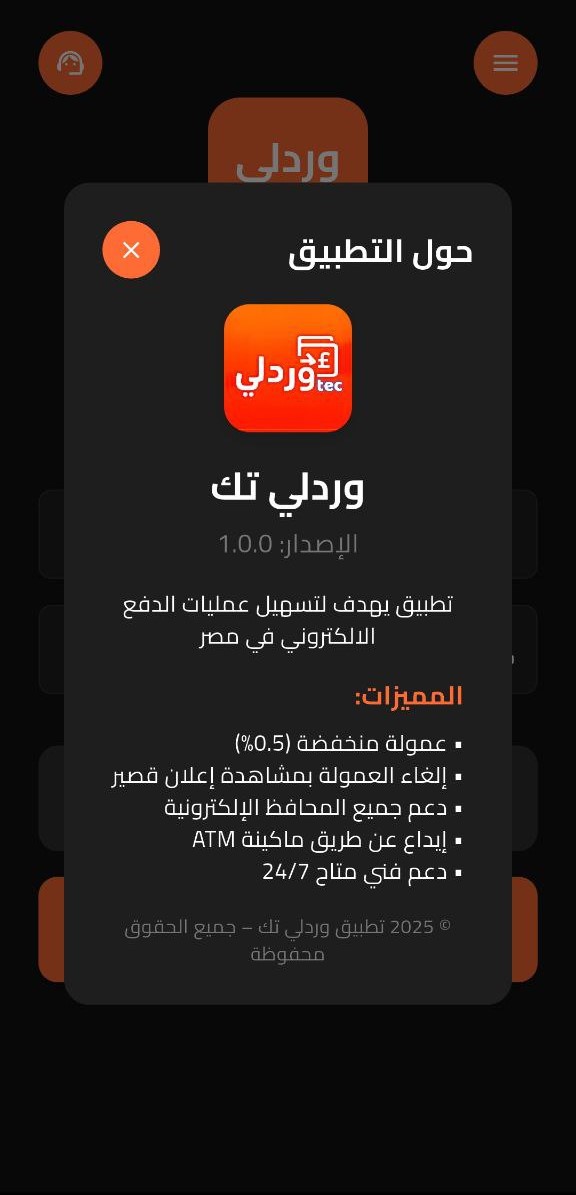 وردلي
حول التطبيق
وردلي
£
tec
وردلي تك
الإصدار: 1.0.0
تطبيق يهدف لتسهيل عمليات الدفع
الالكتروني في مصر
المميزات:
▪ عمولة منخفضة (0.5%)
▪ إلغاء العمولة بمشاهدة إعلان قصير
▪ دعم جميع المحافظ الإلكترونية
▪ إيداع عن طريق ماكينة ATM
▪ دعم فني متاح 24/7
© 2025 تطبيق وردلي تك – جميع الحقوق
محفوظة